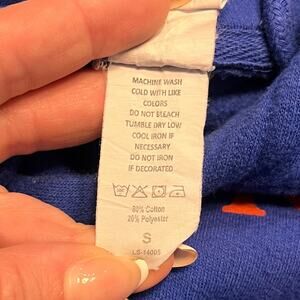 MACHINE WASH
COLD WITH LIKE
COLORS
DO NOT BLEACH
TUMBLE DRY LOW
COOL IRON IF
NECESSARY
DO NOT IRON
IF DECORATED
80% Cotton
20% Polyester
S
LS-14005